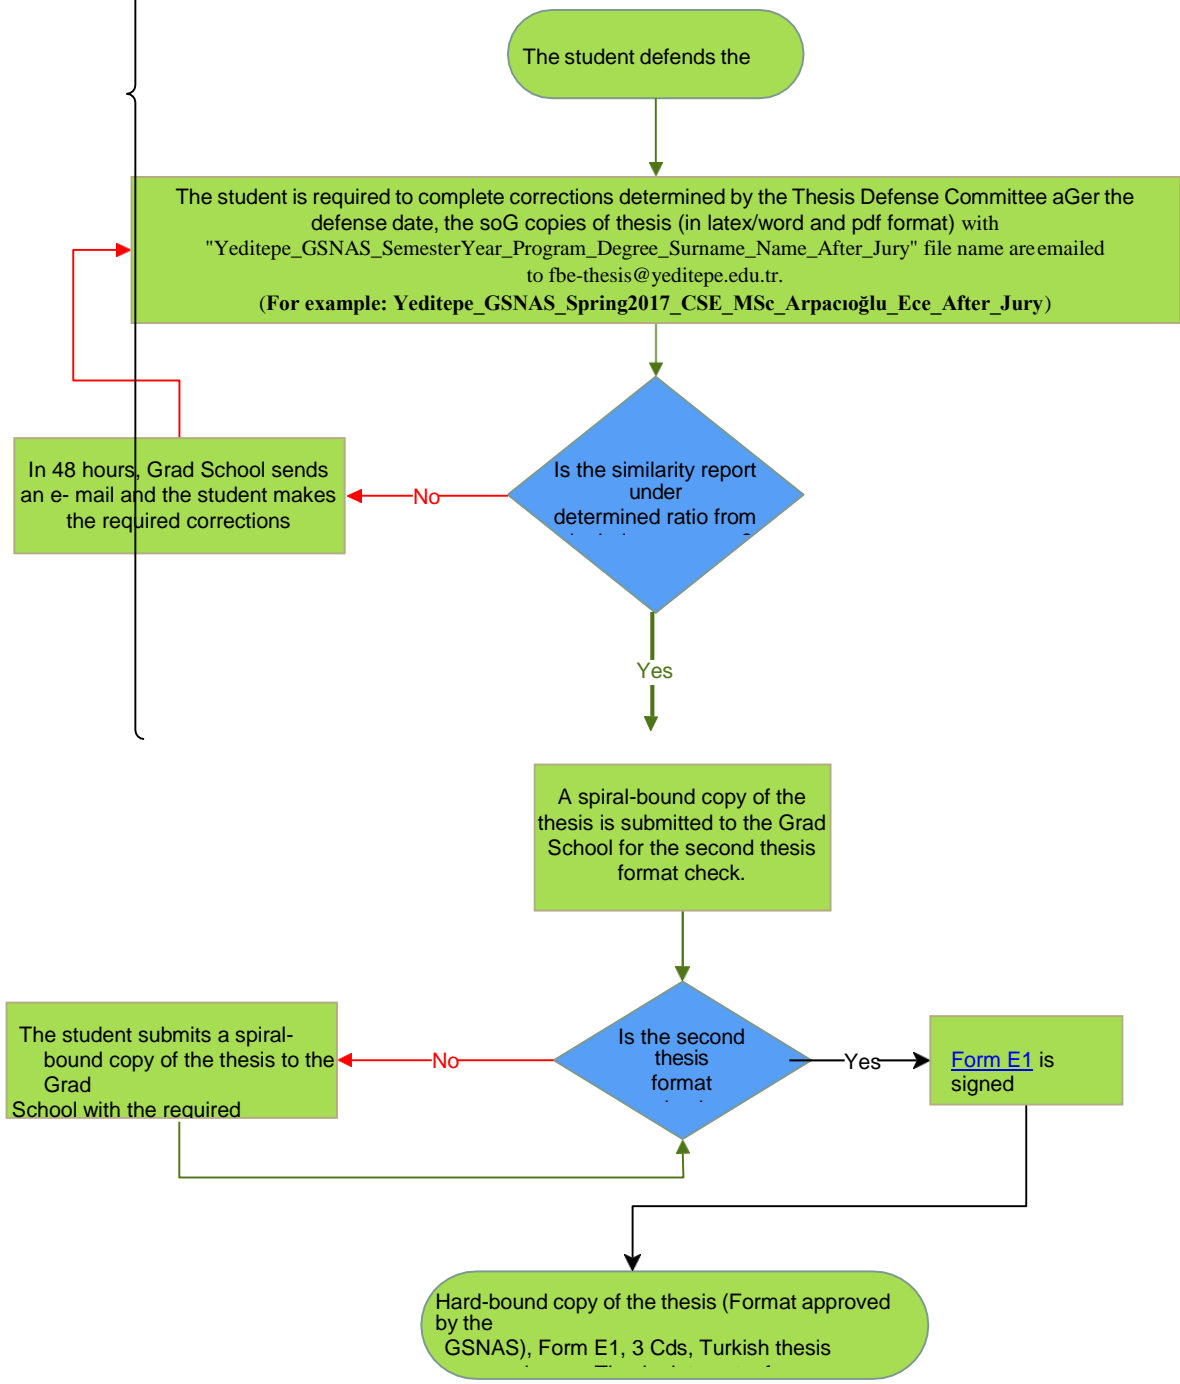 The student defends the
The student is required to complete corrections determined by the Thesis Defense Committee aGer the
defense date, the soG copies of thesis (in latex/word and pdf format) with
"Yeditepe_GSNAS_SemesterYear_Program_Degree_Surname_Name_After_Jury" file name are emailed
to fbe-thesis@yeditepe.edu.tr.
(For example: Yeditepe_GSNAS_Spring2017_CSE_MSc_Arpacıoğlu_Ece_After_Jury)
In 48 hours, Grad School sends
an e- mail and the student makes
the required corrections
No
Is the similarity report
under
determined ratio from
Yes
A spiral-bound copy of the
thesis is submitted to the Grad
School for the second thesis
format check.
The student submits a spiral-
bound copy of the thesis to the
Grad
School with the required
No
Is the second
thesis
format
Yes
Form E1 is
signed
Hard-bound copy of the thesis (Format approved
by the
GSNAS), Form E1, 3 Cds, Turkish thesis